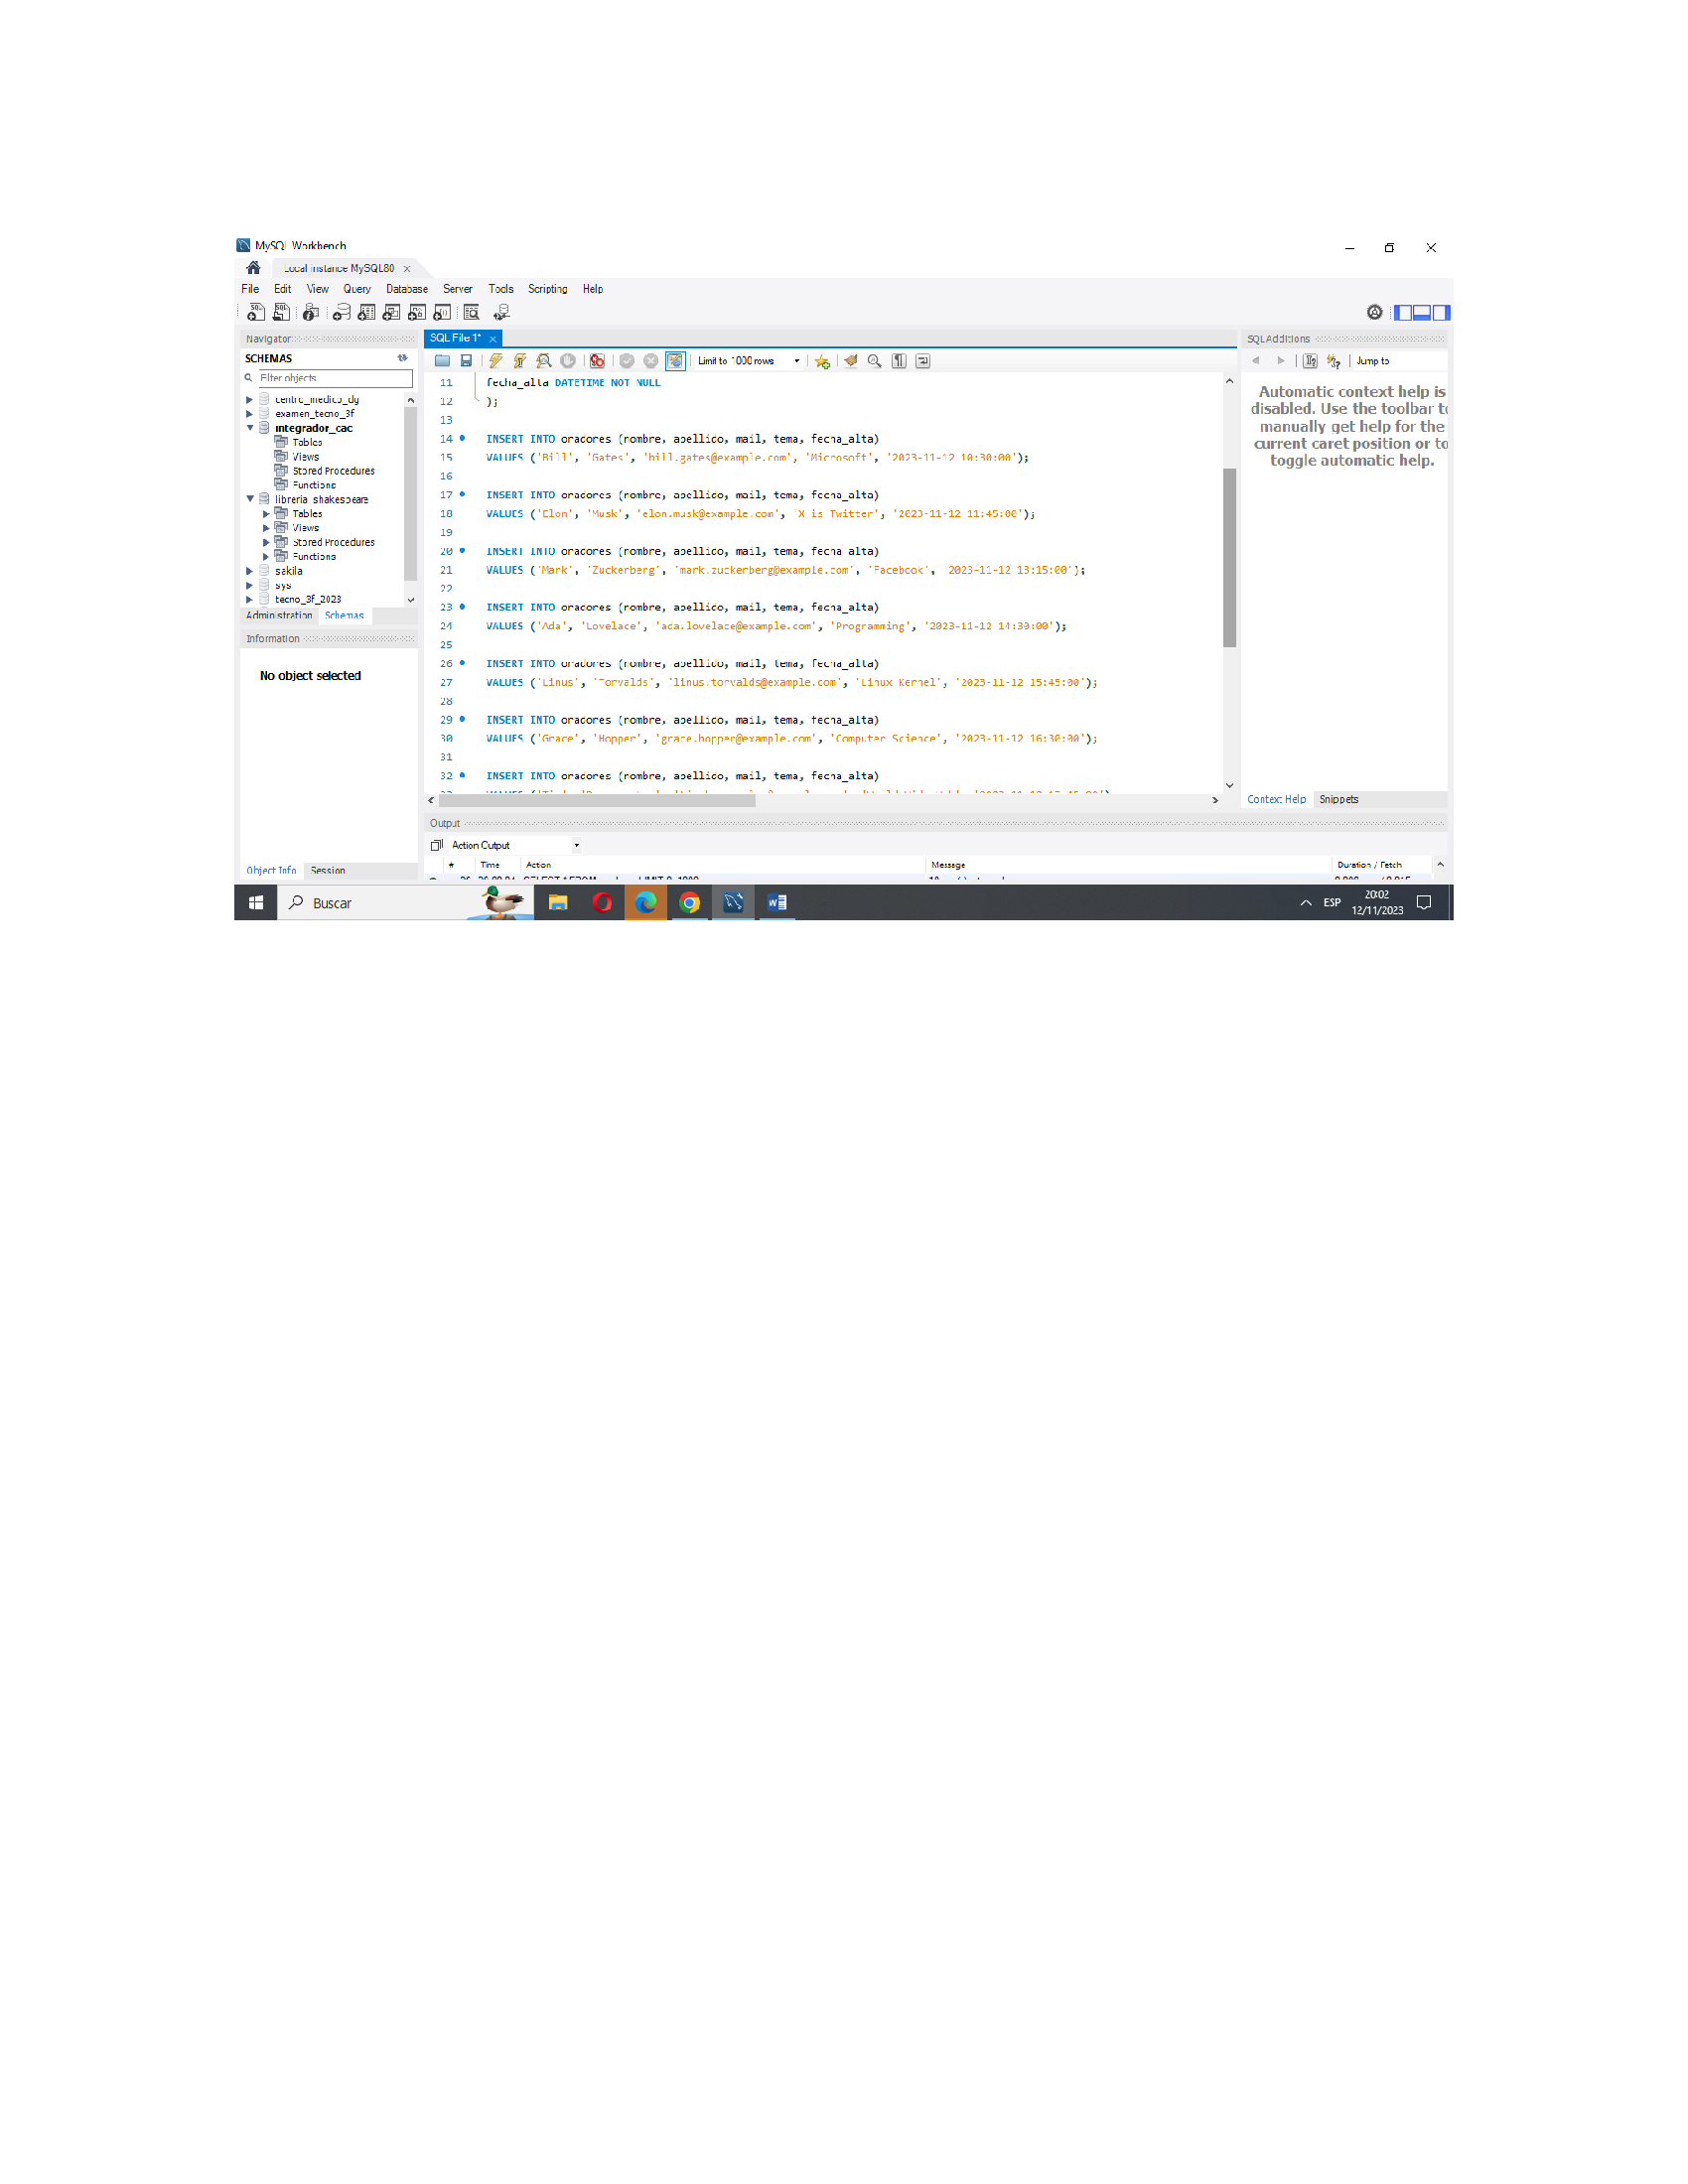 MySQL Workbench
Local instance MySQL80
File Edit View Query Database Server Tools Scripting Help
Navigator
SCHEMAS
Filter objects
centro_medico_dg
examen_tecno_3f
integrador_cac
Tables
Views
Stored Procedures
Functions
libreria_shakespeare
Tables
Views
Stored Procedures
Functions
sakila
sys
tecno_3f_2023
Administration Schemas
Information
No object selected
Object Info Session
SQL File 1*
Limit to 1000 rows
11 fecha_alta DATETIME NOT NULL
12 );
13
14 INSERT INTO oradores (nombre, apellido, mail, tema, fecha_alta)
15 VALUES ('Bill', 'Gates', 'bill.gates@example.com', 'Microsoft', '2023-11-12 10:30:00');
16
17 INSERT INTO oradores (nombre, apellido, mail, tema, fecha_alta)
18 VALUES ('Elon', 'Musk', 'elon.musk@example.com', 'X is Twitter', '2023-11-12 11:45:00');
19
20 INSERT INTO oradores (nombre, apellido, mail, tema, fecha_alta)
21 VALUES ('Mark', 'Zuckerberg', 'mark.zuckerberg@example.com', 'Facebook', '2023-11-12 13:15:00');
22
23 INSERT INTO oradores (nombre, apellido, mail, tema, fecha_alta)
24 VALUES ('Ada', 'Lovelace', 'ada.lovelace@example.com', 'Programming', '2023-11-12 14:30:00');
25
26 INSERT INTO oradores (nombre, apellido, mail, tema, fecha_alta)
27 VALUES ('Linus', 'Torvalds', 'linus.torvalds@example.com', 'Linux Kernel', '2023-11-12 15:45:00');
28
29 INSERT INTO oradores (nombre, apellido, mail, tema, fecha_alta)
30 VALUES ('Grace', 'Hopper', 'grace.hopper@example.com', 'Computer Science', '2023-11-12 16:30:00');
31
32 INSERT INTO oradores (nombre, apellido, mail, tema, fecha_alta)
Output
Action Output
# Time Action Message Duration / Fetch
SQLAdditions
Jump to
Automatic context help is
disabled. Use the toolbar to
manually get help for the
current caret position or to
toggle automatic help.
Context Help Snippets
Buscar
ESP
20:02
12/11/2023